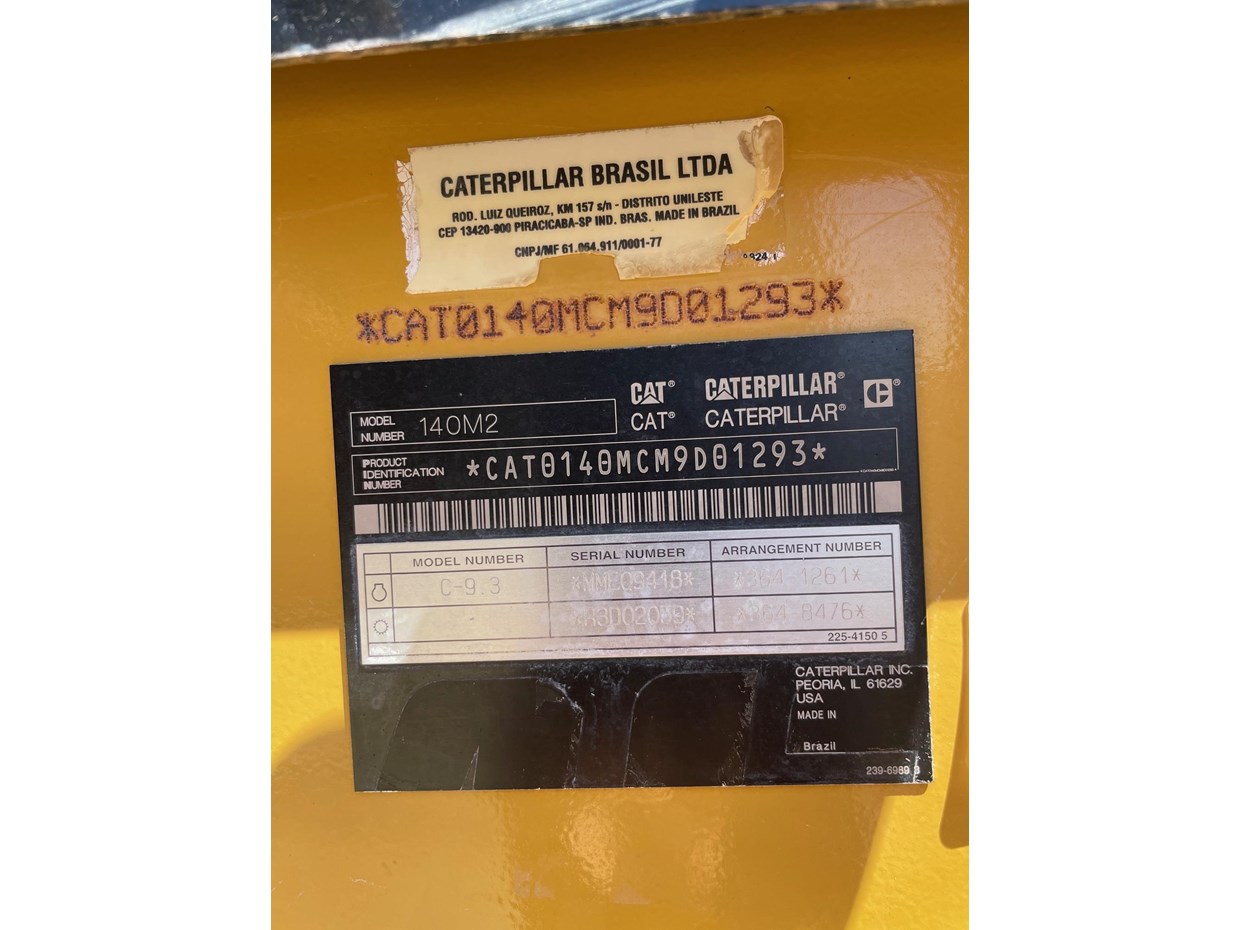 CATERPILLAR BRASIL LTDA
ROD. LUIZ QUEIROZ, KM 157 s/n - DISTRITO UNILESTE
CEP 13420-900 PIRACICABA-SP IND. BRAS. MADE IN BRAZIL
CNPJ/MF 61.064.911/0001-77
*CAT0140MCM9D01293*
CAT® CATERPILLAR®
CAT® CATERPILLAR®
MODEL NUMBER 140M2
PRODUCT IDENTIFICATION NUMBER *CAT0140MCM9D01293*
MODEL NUMBER SERIAL NUMBER ARRANGEMENT NUMBER
C-9.3
225-4150 5
CATERPILLAR INC.
PEORIA, IL 61629
USA
MADE IN
Brazil
239-6989 3